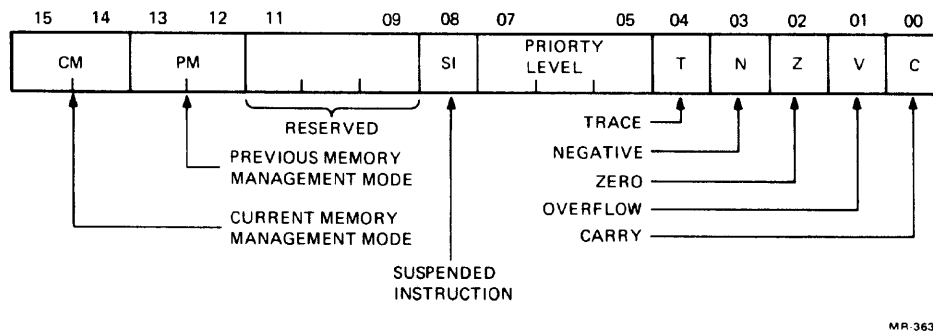 15 14 13 12 11 09 08 07 05 04 03 02 01 00
CM PM SI PRIORTY LEVEL T N Z V C
RESERVED
PREVIOUS MEMORY
MANAGEMENT MODE
CURRENT MEMORY
MANAGEMENT MODE
SUSPENDED
INSTRUCTION
TRACE
NEGATIVE
ZERO
OVERFLOW
CARRY
MR-363